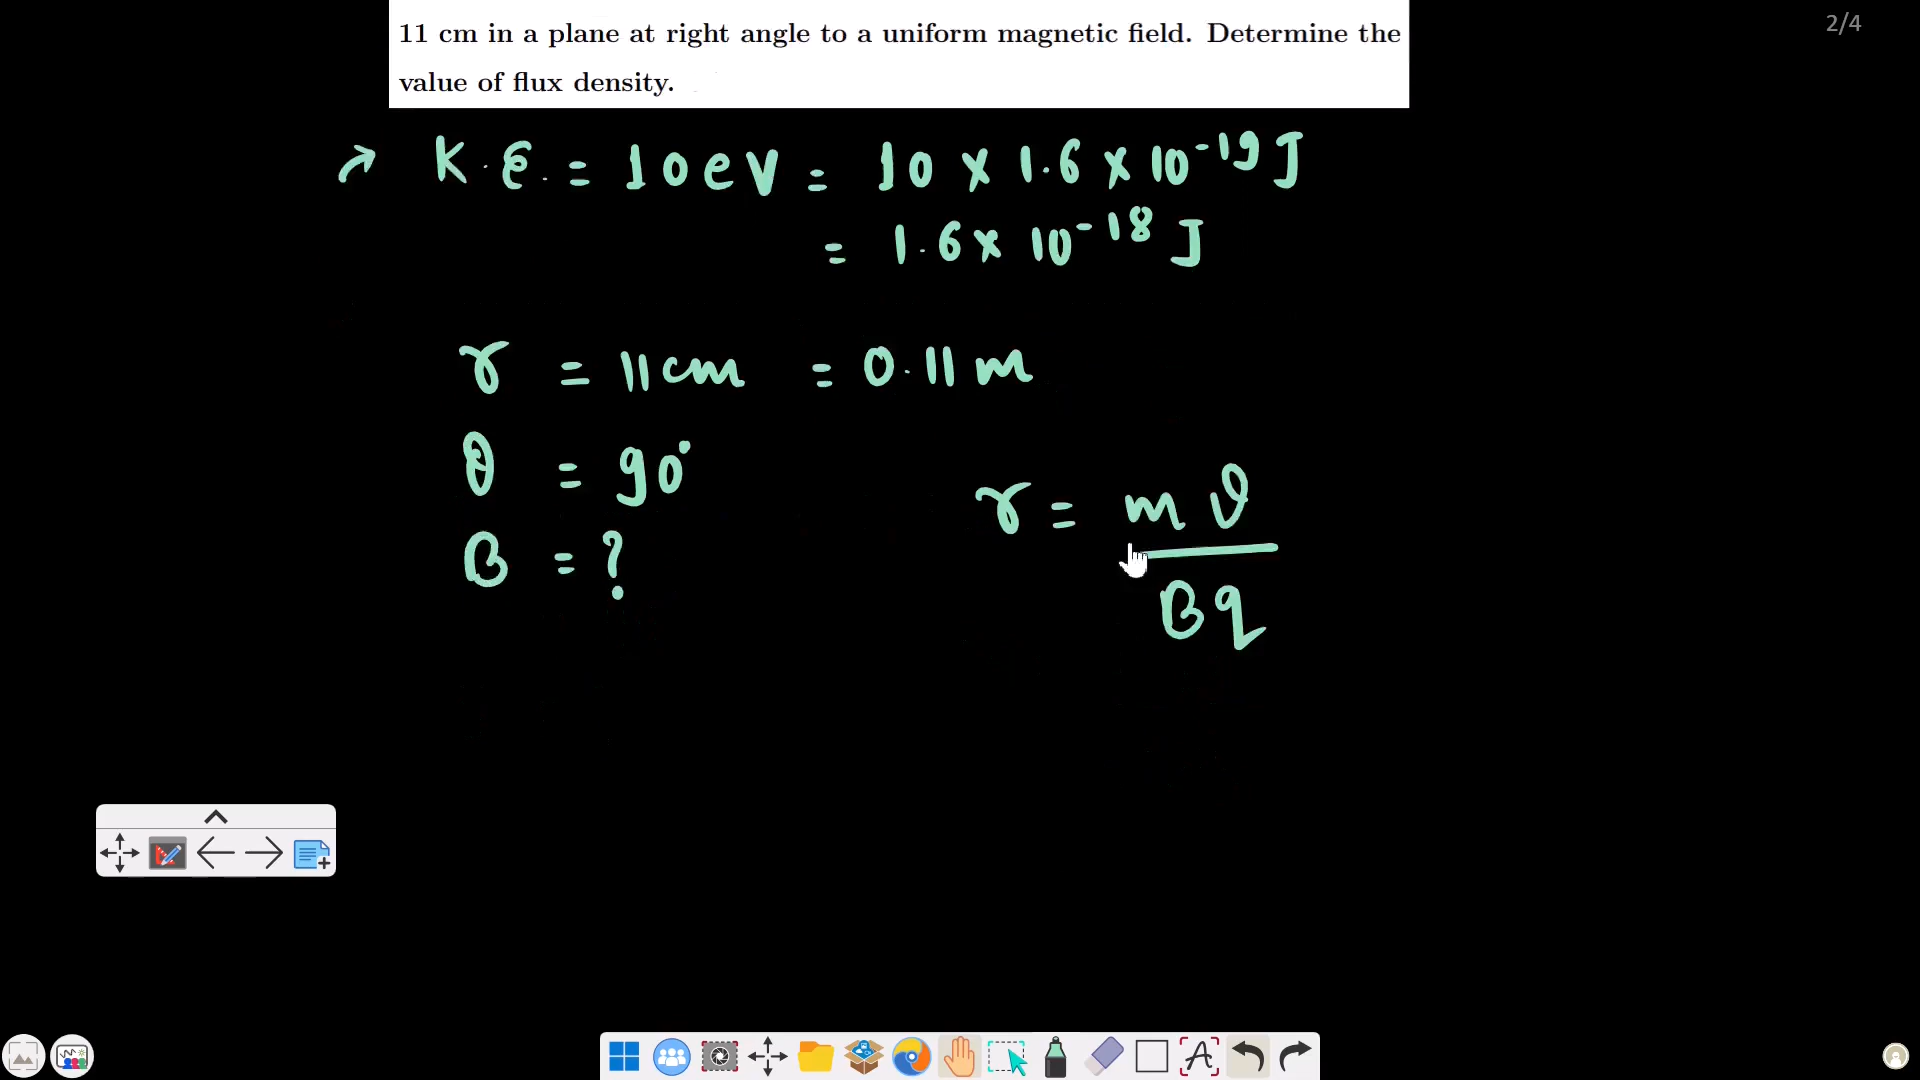 2/4
11 cm in a plane at right angle to a uniform magnetic field. Determine the
value of flux density.
K.E. = 10 eV = 10 × 1.6 × 10⁻¹⁹ J
= 1.6 × 10⁻¹⁸ J
r = 11 cm = 0.11 m
θ = 90°
B = ?
r = mv / Bq